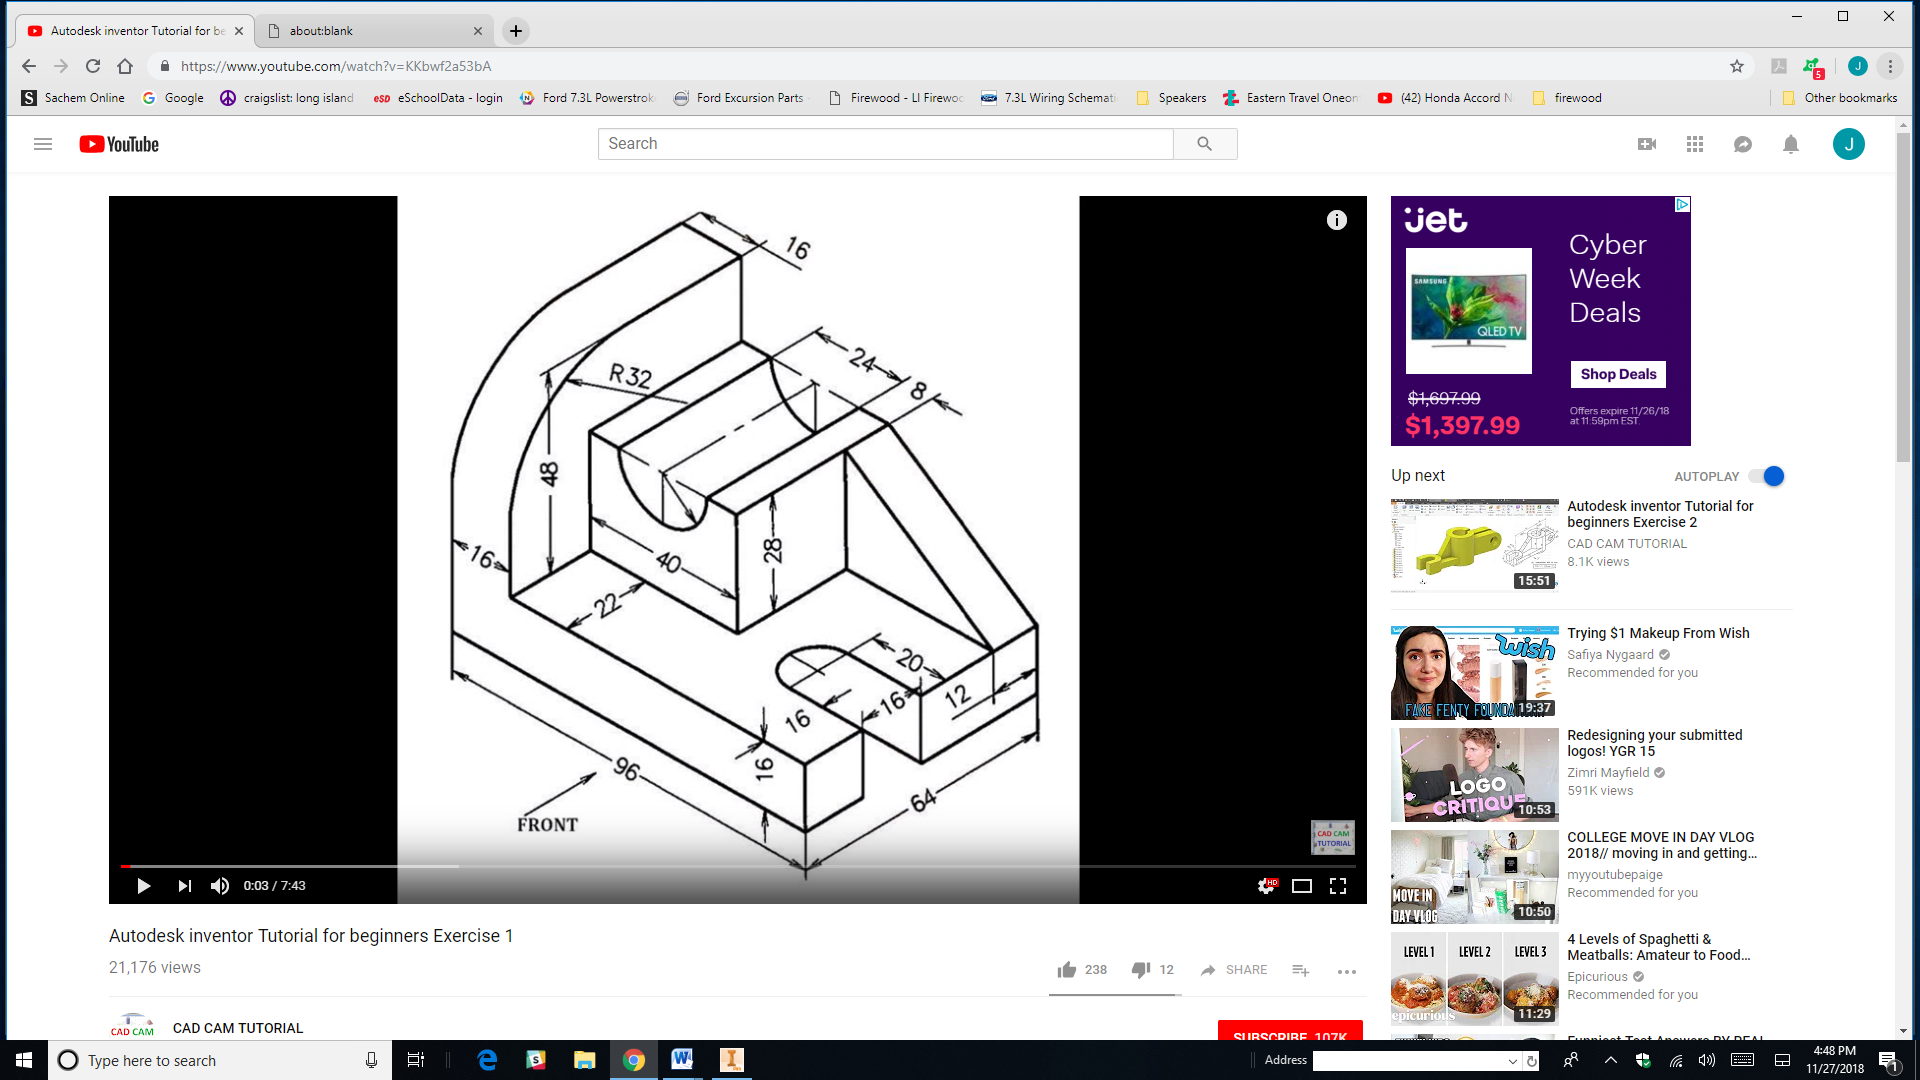 Autodesk inventor Tutorial for be
about:blank
https://www.youtube.com/watch?v=KKbwf2a53bA
5
J
Sachem Online
Google
craigslist: long island
eSD
eSchoolData - login
Ford 7.3L Powerstrok
Ford Excursion Parts
Firewood - LI Firewoo
7.3L Wiring Schemati
Speakers
Eastern Travel Oneon
(42) Honda Accord N
firewood
Other bookmarks
YouTube
Search
J
16
24
8
R32
48
16
40
28
22
20
16
16
12
16
96
64
FRONT
CAD CAM
TUTORIAL
0:03 / 7:43
HD
Jet
Cyber
Week
Deals
SAMSUNG
QLED TV
Shop Deals
$1,697.99
$1,397.99
Offers expire 11/26/18
at 11:59pm EST.
Up next
AUTOPLAY
Autodesk inventor Tutorial for
beginners Exercise 2
CAD CAM TUTORIAL
8.1K views
15:51
Trying $1 Makeup From Wish
Safiya Nygaard
Recommended for you
wish
19:37
Redesigning your submitted
logos! YGR 15
Zimri Mayfield
591K views
LOGO
CRITIQUE
10:53
COLLEGE MOVE IN DAY VLOG
2018// moving in and getting...
myyoutubepaige
Recommended for you
MOVE IN
DAY VLOG
10:50
4 Levels of Spaghetti &
Meatballs: Amateur to Food...
Epicurious
Recommended for you
LEVEL 1 LEVEL 2 LEVEL 3
epicurious
11:29
Autodesk inventor Tutorial for beginners Exercise 1
21,176 views
238
12
SHARE
CAD CAM
CAD CAM TUTORIAL
SUBSCRIBE 107K
Type here to search
Address
4:48 PM
11/27/2018
1